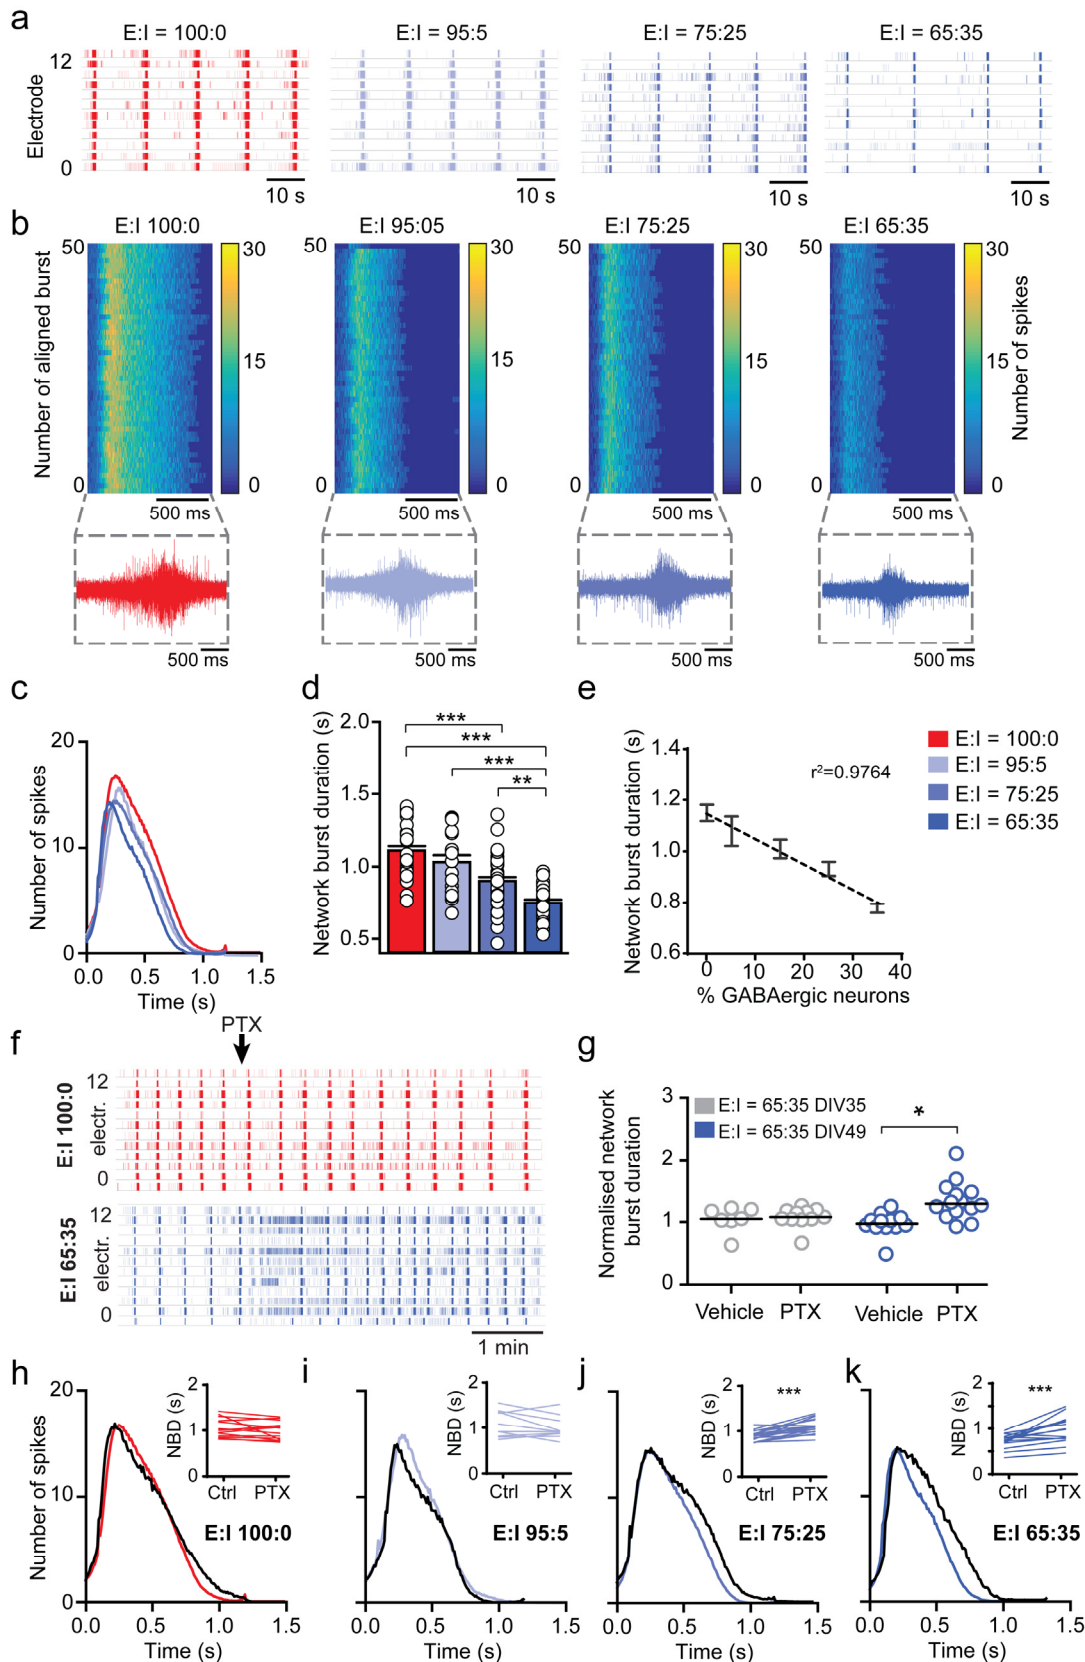 a
E:I = 100:0
E:I = 95:5
E:I = 75:25
E:I = 65:35
Electrode
12
0
10 s
10 s
10 s
10 s
b
E:I 100:0
E:I 95:05
E:I 75:25
E:I 65:35
Number of aligned burst
50
0
30
15
0
500 ms
50
0
30
15
0
500 ms
50
0
30
15
0
500 ms
50
0
30
15
0
500 ms
Number of spikes
500 ms
500 ms
500 ms
500 ms
c
Number of spikes
20
10
0
0.0
0.5
1.0
1.5
Time (s)
d
Network burst duration (s)
2.0
1.5
1.0
0.5
***
***
***
**
e
Network burst duration (s)
1.4
1.2
1.0
0.8
0.6
r²=0.9764
0
10
20
30
40
% GABAergic neurons
E:I = 100:0
E:I = 95:5
E:I = 75:25
E:I = 65:35
f
PTX
E:I 100:0
electr.
12
0
E:I 65:35
electr.
12
0
1 min
g
Normalised network
burst duration
3
2
1
0
E:I = 65:35 DIV35
E:I = 65:35 DIV49
*
Vehicle
PTX
Vehicle
PTX
h
Number of spikes
20
10
0
NBD (s)
2
1
0
Ctrl
PTX
E:I 100:0
0.0
0.5
1.0
1.5
Time (s)
i
NBD (s)
2
1
0
Ctrl
PTX
E:I 95:5
0.0
0.5
1.0
1.5
Time (s)
j
NBD (s)
2
1
0
***
Ctrl
PTX
E:I 75:25
0.0
0.5
1.0
1.5
Time (s)
k
NBD (s)
2
1
0
***
Ctrl
PTX
E:I 65:35
0.0
0.5
1.0
1.5
Time (s)